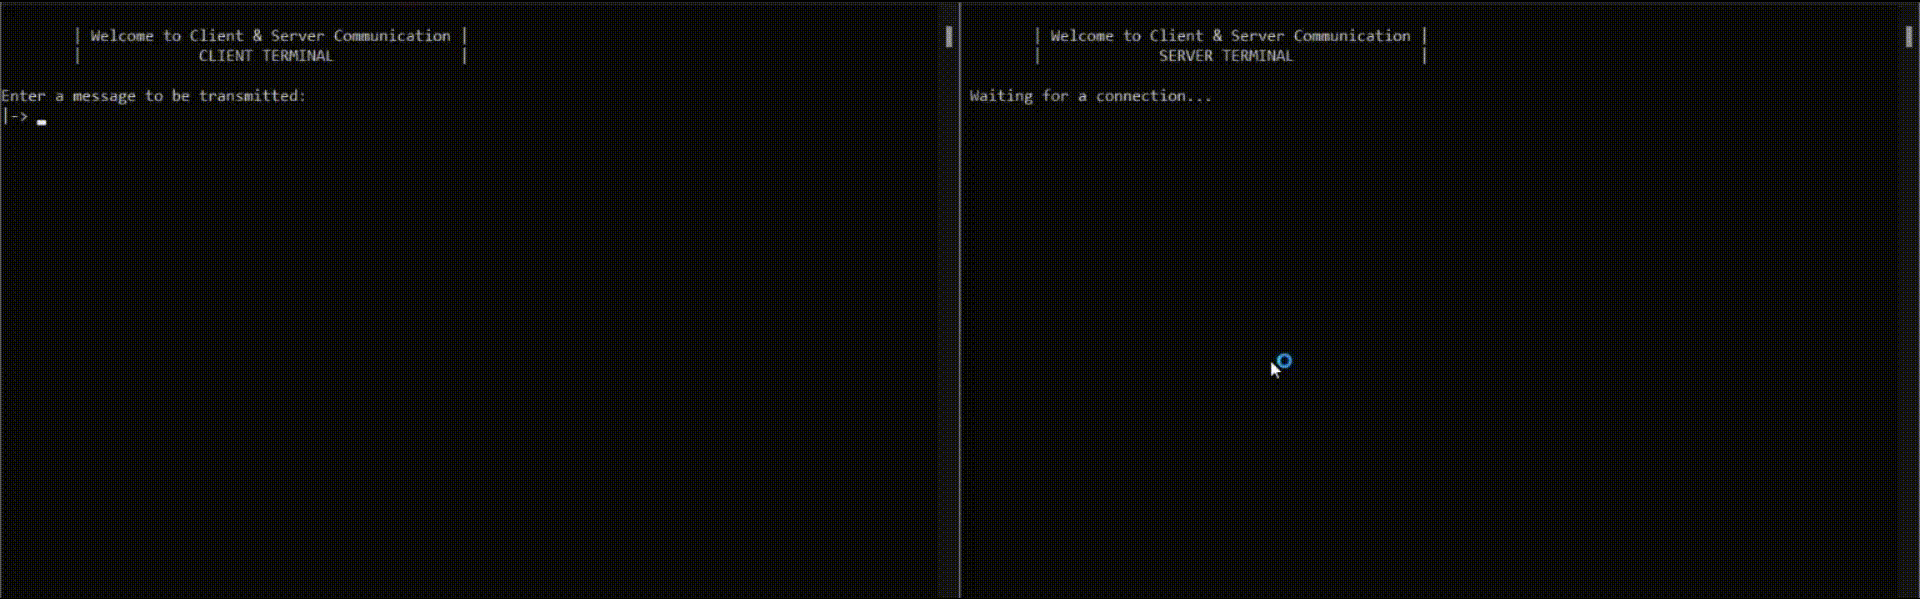 | Welcome to Client & Server Communication |
| CLIENT TERMINAL |
Enter a message to be transmitted:
|->
| Welcome to Client & Server Communication |
| SERVER TERMINAL |
Waiting for a connection...